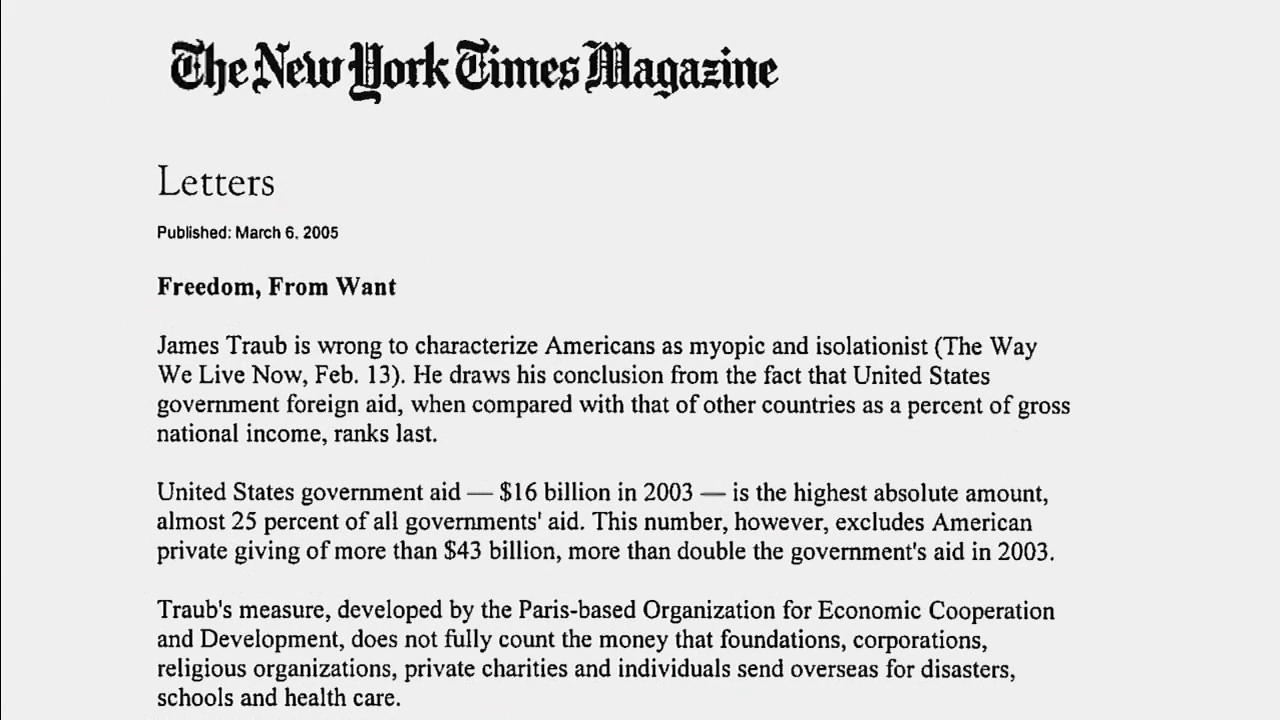 The New York Times Magazine
Letters
Published: March 6, 2005
Freedom, From Want
James Traub is wrong to characterize Americans as myopic and isolationist (The Way
We Live Now, Feb. 13). He draws his conclusion from the fact that United States
government foreign aid, when compared with that of other countries as a percent of gross
national income, ranks last.
United States government aid — $16 billion in 2003 — is the highest absolute amount,
almost 25 percent of all governments' aid. This number, however, excludes American
private giving of more than $43 billion, more than double the government's aid in 2003.
Traub's measure, developed by the Paris-based Organization for Economic Cooperation
and Development, does not fully count the money that foundations, corporations,
religious organizations, private charities and individuals send overseas for disasters,
schools and health care.